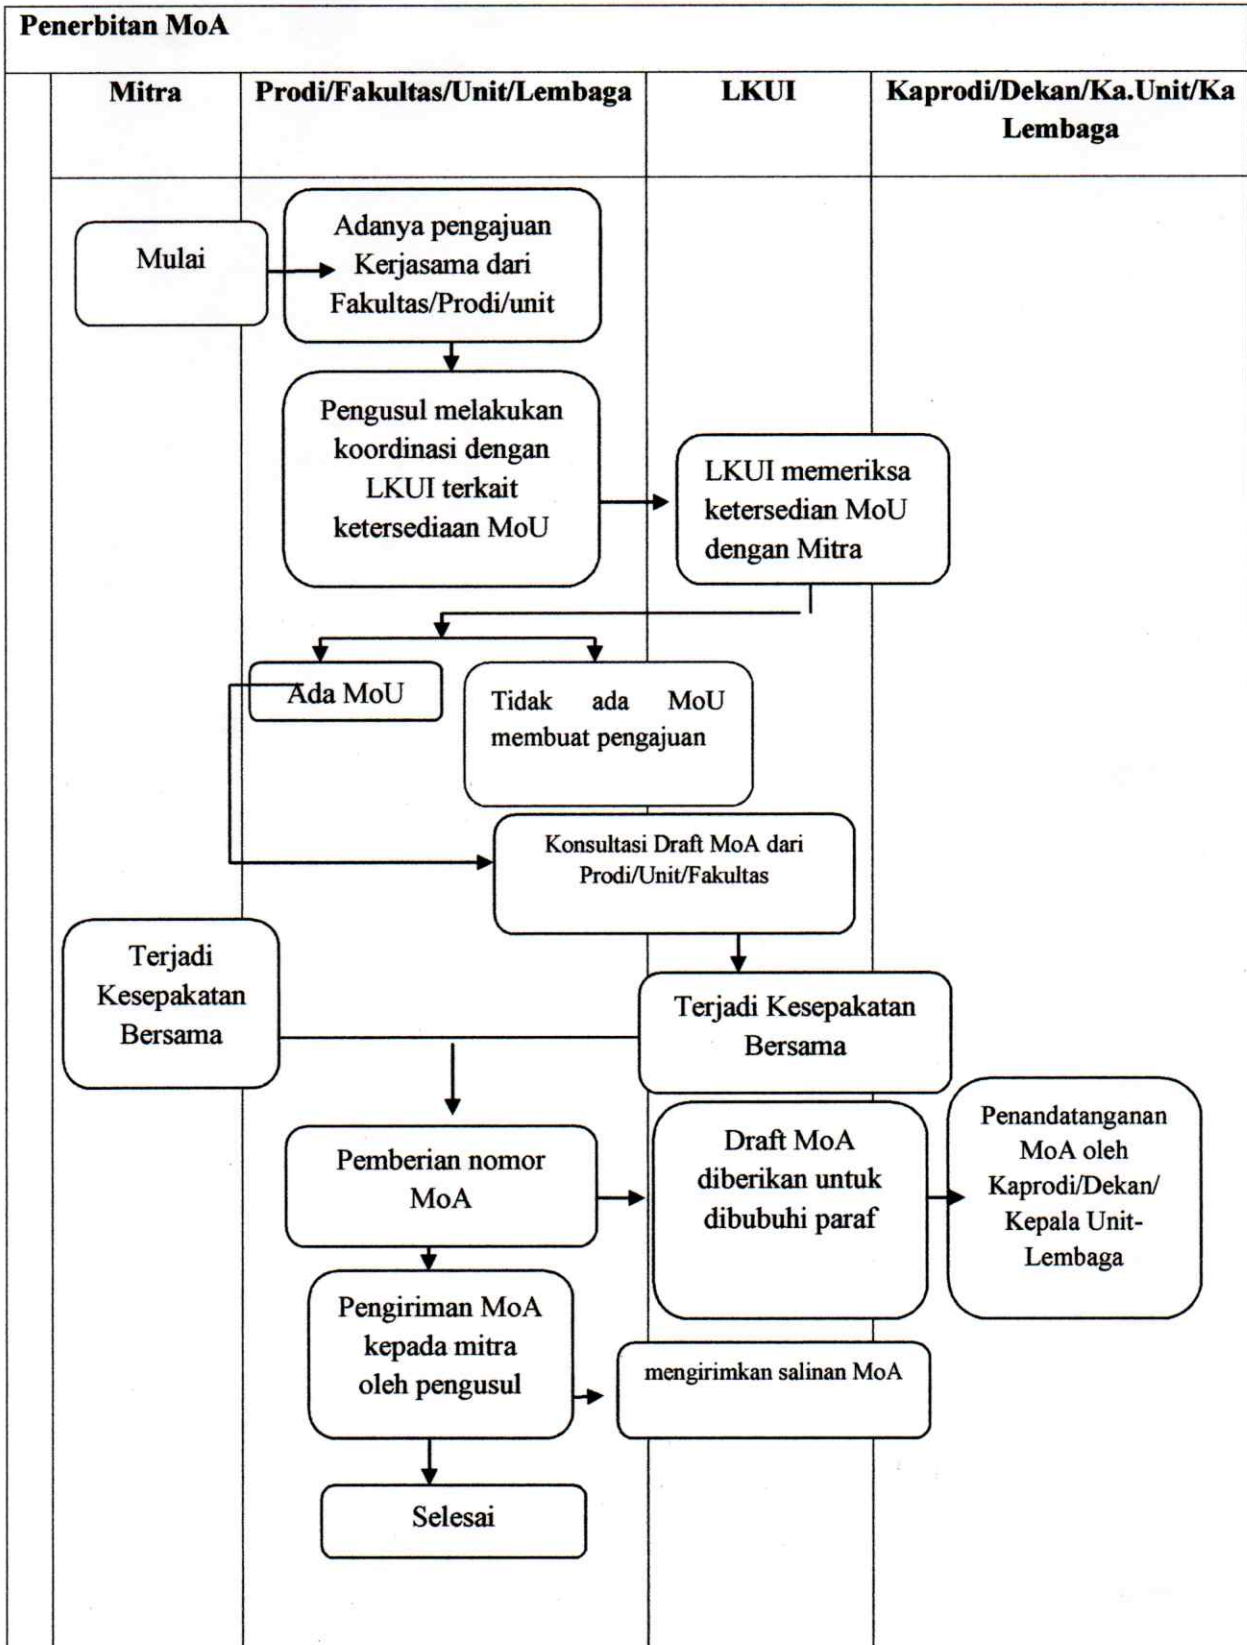 Penerbitan MoA
Mitra
Prodi/Fakultas/Unit/Lembaga
LKUI
Kaprodi/Dekan/Ka.Unit/Ka
Lembaga
Mulai
Adanya pengajuan
Kerjasama dari
Fakultas/Prodi/unit
Pengusul melakukan
koordinasi dengan
LKUI terkait
ketersediaan MoU
LKUI memeriksa
ketersedian MoU
dengan Mitra
Ada MoU
Tidak ada MoU
membuat pengajuan
Konsultasi Draft MoA dari
Prodi/Unit/Fakultas
Terjadi
Kesepakatan
Bersama
Terjadi Kesepakatan
Bersama
Pemberian nomor
MoA
Draft MoA
diberikan untuk
dibubuhi paraf
Penandatanganan
MoA oleh
Kaprodi/Dekan/
Kepala Unit-
Lembaga
Pengiriman MoA
kepada mitra
oleh pengusul
mengirimkan salinan MoA
Selesai